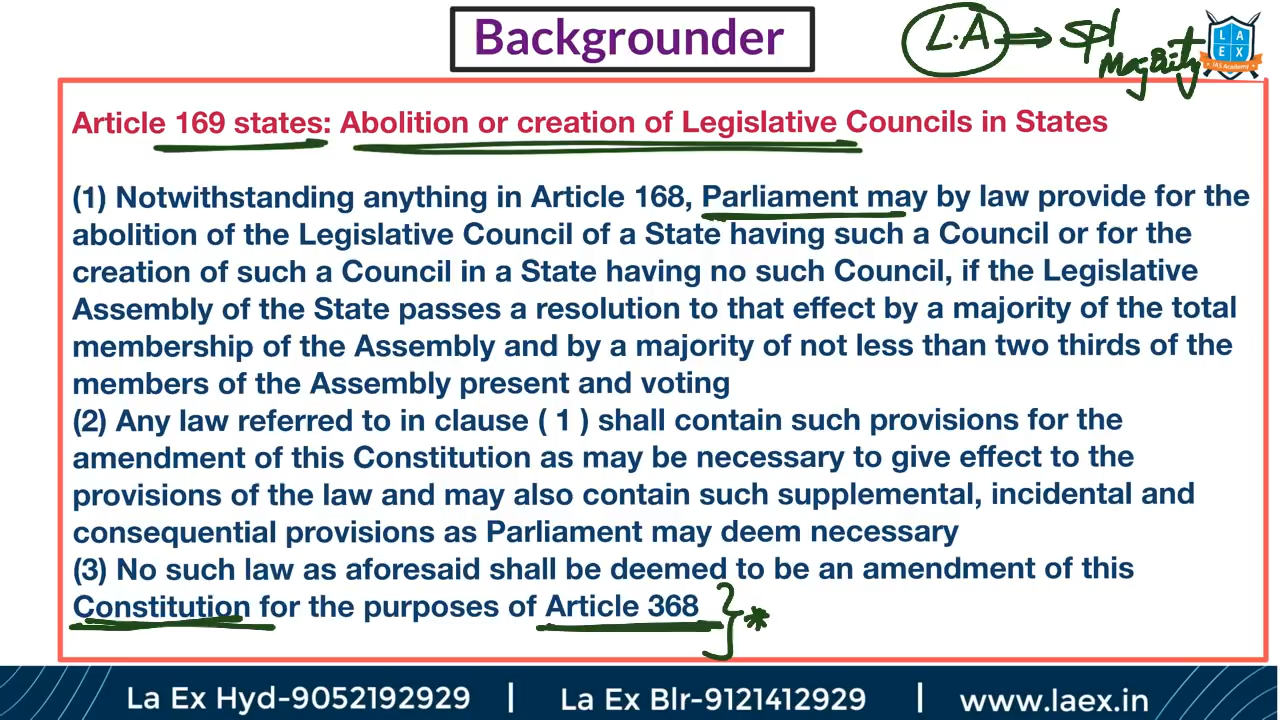 Backgrounder
L.A → Spl
Majority
L A
E X
IAS Academy
Article 169 states: Abolition or creation of Legislative Councils in States
(1) Notwithstanding anything in Article 168, Parliament may by law provide for the
abolition of the Legislative Council of a State having such a Council or for the
creation of such a Council in a State having no such Council, if the Legislative
Assembly of the State passes a resolution to that effect by a majority of the total
membership of the Assembly and by a majority of not less than two thirds of the
members of the Assembly present and voting
(2) Any law referred to in clause ( 1 ) shall contain such provisions for the
amendment of this Constitution as may be necessary to give effect to the
provisions of the law and may also contain such supplemental, incidental and
consequential provisions as Parliament may deem necessary
(3) No such law as aforesaid shall be deemed to be an amendment of this
Constitution for the purposes of Article 368 } *
La Ex Hyd-9052192929 | La Ex Blr-9121412929 | www.laex.in